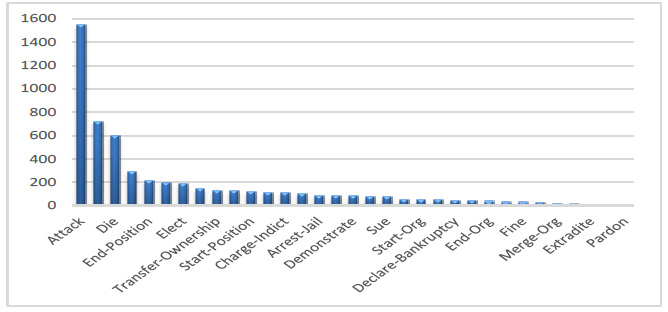 1600
1400
1200
1000
800
600
400
200
0
Attack
Die
End-Position
Elect
Transfer-Ownership
Start-Position
Charge-Indict
Arrest-Jail
Demonstrate
Sue
Start-Org
Declare-Bankruptcy
End-Org
Fine
Merge-Org
Extradite
Pardon